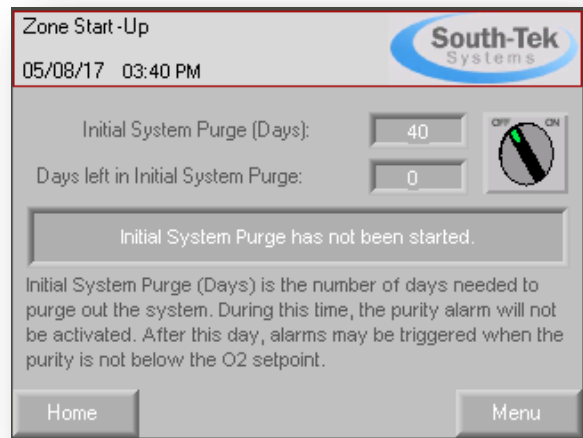 Zone Start-Up
South-Tek
Systems
05/08/17 03:40 PM
Initial System Purge (Days):
40
OFF ON
Days left in Initial System Purge:
0
Initial System Purge has not been started.
Initial System Purge (Days) is the number of days needed to
purge out the system. During this time, the purity alarm will not
be activated. After this day, alarms may be triggered when the
purity is not below the O2 setpoint.
Home
Menu